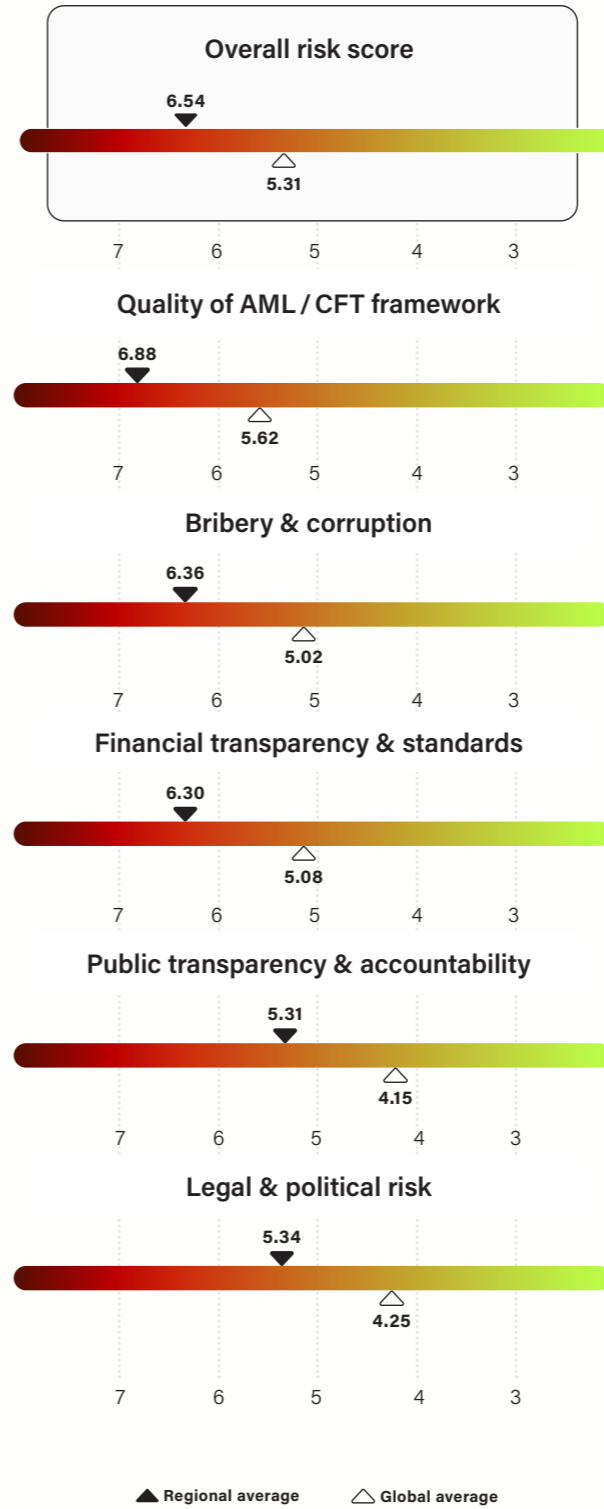 Overall risk score
6.54
5.31
7 6 5 4 3
Quality of AML / CFT framework
6.88
5.62
7 6 5 4 3
Bribery & corruption
6.36
5.02
7 6 5 4 3
Financial transparency & standards
6.30
5.08
7 6 5 4 3
Public transparency & accountability
5.31
4.15
7 6 5 4 3
Legal & political risk
5.34
4.25
7 6 5 4 3
Regional average Global average